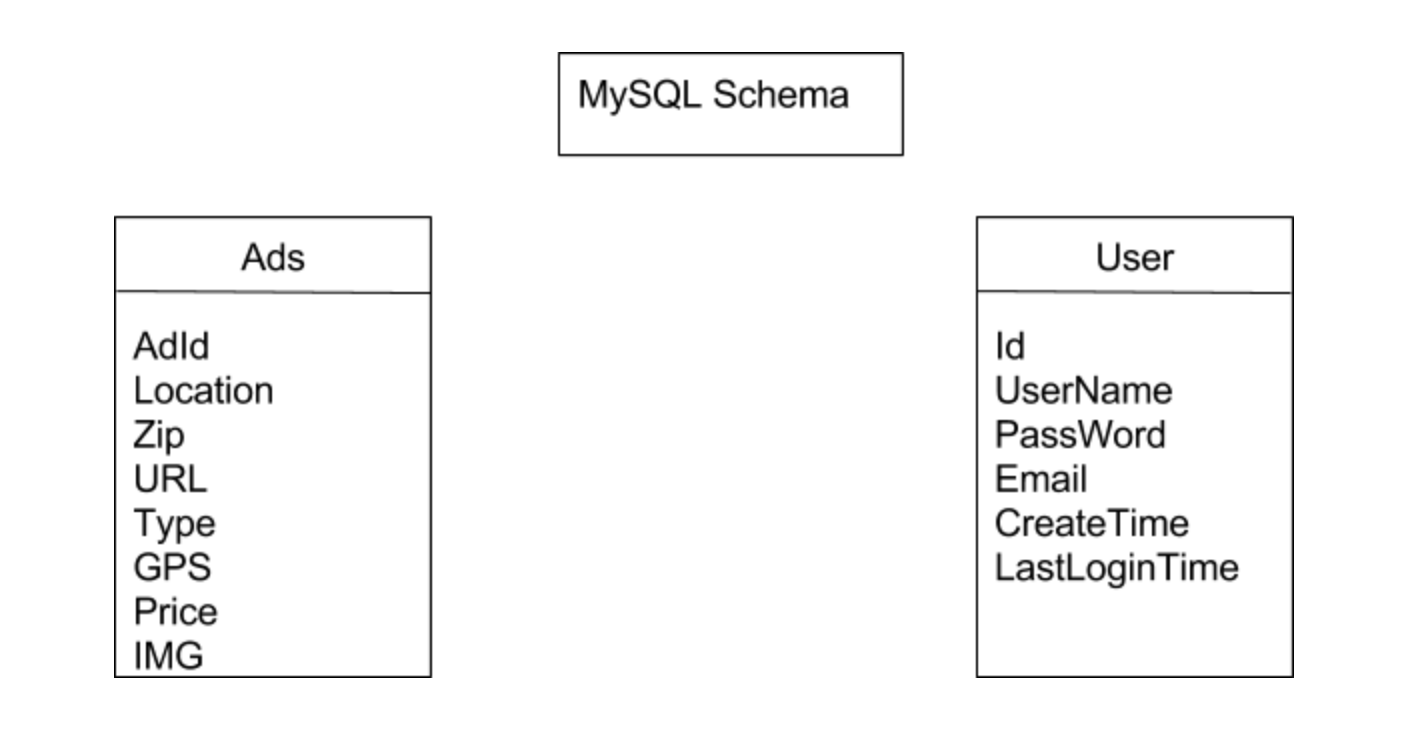 MySQL Schema
Ads
AdId
Location
Zip
URL
Type
GPS
Price
IMG
User
Id
UserName
PassWord
Email
CreateTime
LastLoginTime